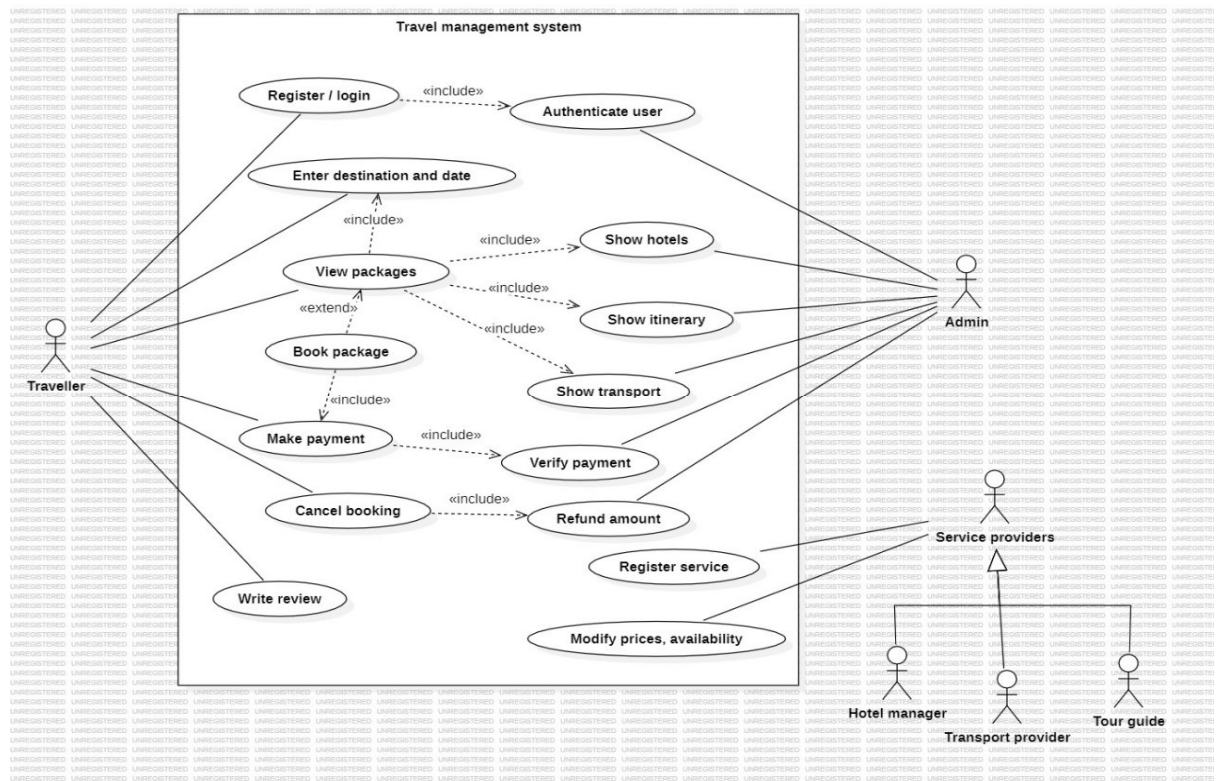 Travel management system
Register / login
«include»
Authenticate user
Enter destination and date
«include»
«include»
Show hotels
View packages
«include»
«extend»
Show itinerary
«include»
Admin
Book package
Traveller
Show transport
«include»
Make payment
«include»
Verify payment
«include»
Cancel booking
Refund amount
Service providers
Register service
Write review
Modify prices, availability
Hotel manager
Transport provider
Tour guide
UNREGISTERED